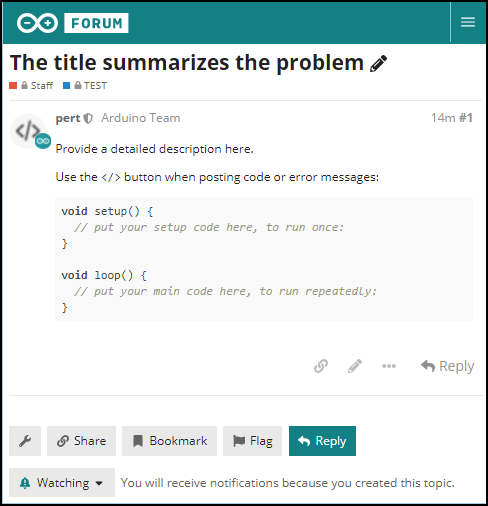 FORUM
The title summarizes the problem
Staff TEST
pert Arduino Team 14m #1
Provide a detailed description here.
Use the </> button when posting code or error messages:
void setup() {
// put your setup code here, to run once:
}
void loop() {
// put your main code here, to run repeatedly:
}
Reply
Share Bookmark Flag Reply
Watching You will receive notifications because you created this topic.